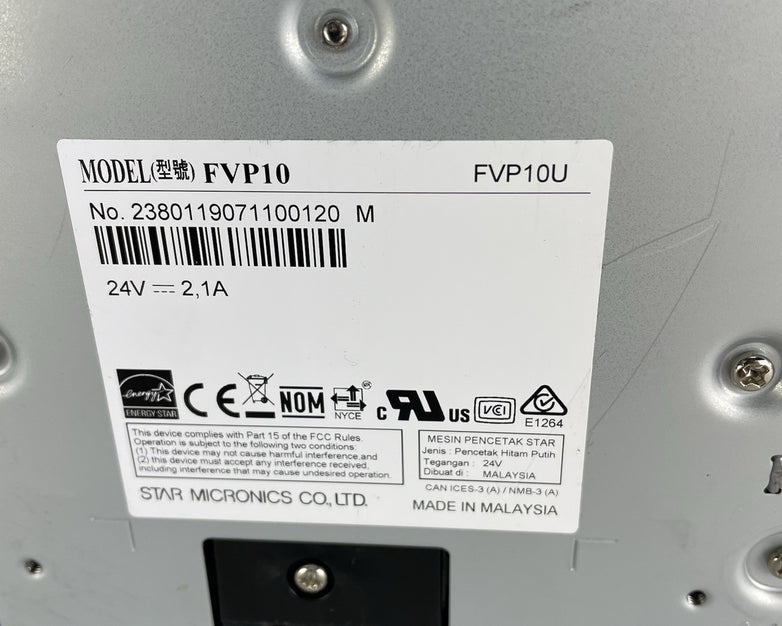 MODEL(型號) FVP10 FVP10U
No. 2380119071100120 M
24V ⎓ 2,1A
energy
ENERGY STAR
CE
NOM
NYCE
c RU US
VCI
E1264
This device complies with Part 15 of the FCC Rules.
Operation is subject to the following two conditions:
(1) This device may not cause harmful interference,and
(2) this device must accept any interference received,
including interference that may cause undesired operation.
MESIN PENCETAK STAR
Jenis : Pencetak Hitam Putih
Tegangan : 24V
Dibuat di : MALAYSIA
CAN ICES-3 (A) / NMB-3 (A)
STAR MICRONICS CO.,LTD.
MADE IN MALAYSIA